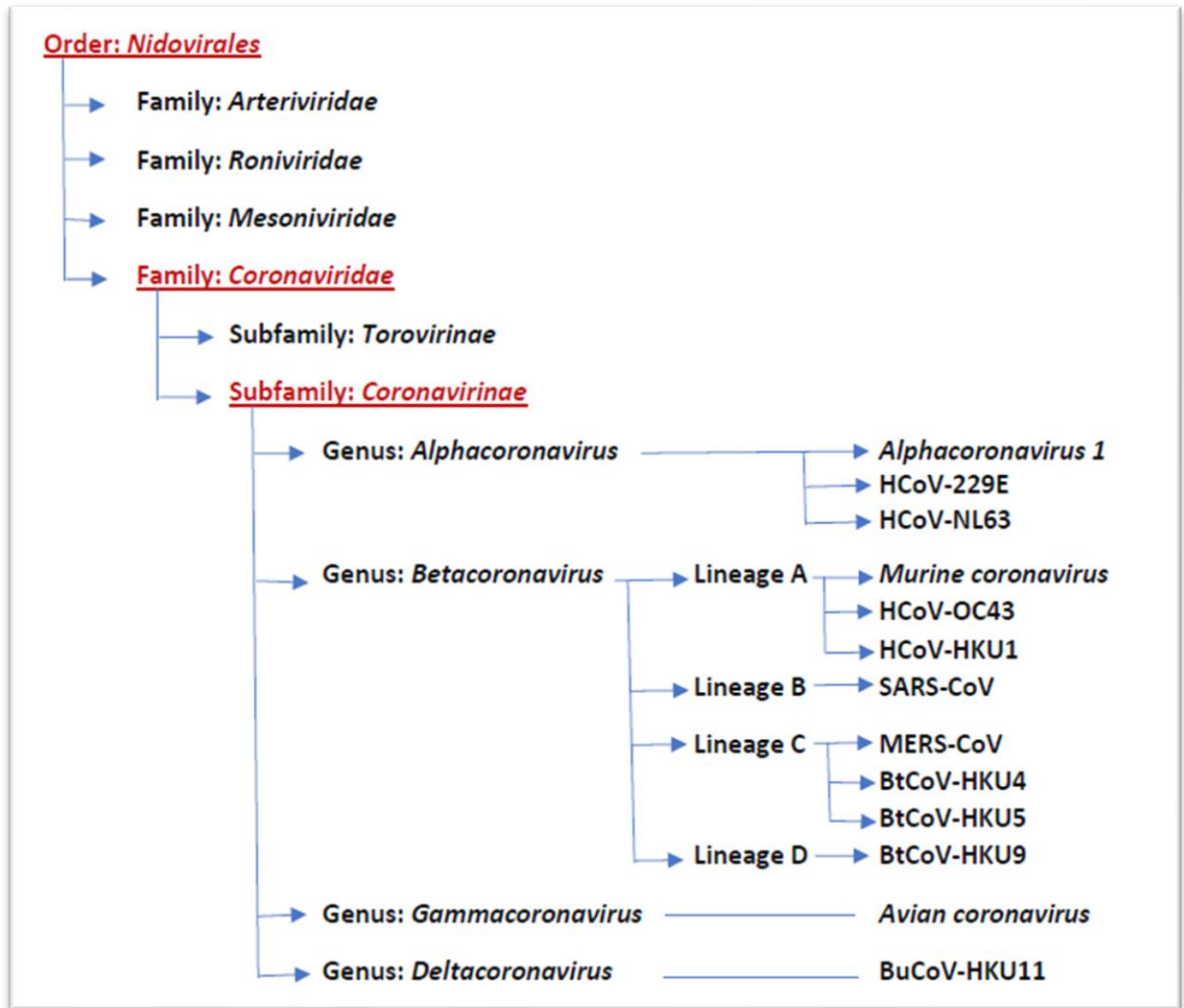 Order: Nidovirales
Family: Arteriviridae
Family: Roniviridae
Family: Mesoniviridae
Family: Coronaviridae
Subfamily: Torovirinae
Subfamily: Coronavirinae
Genus: Alphacoronavirus Alphacoronavirus 1
HCoV-229E
HCoV-NL63
Genus: Betacoronavirus Lineage A Murine coronavirus
HCoV-OC43
HCoV-HKU1
Lineage B SARS-CoV
Lineage C MERS-CoV
BtCoV-HKU4
BtCoV-HKU5
Lineage D BtCoV-HKU9
Genus: Gammacoronavirus Avian coronavirus
Genus: Deltacoronavirus BuCoV-HKU11